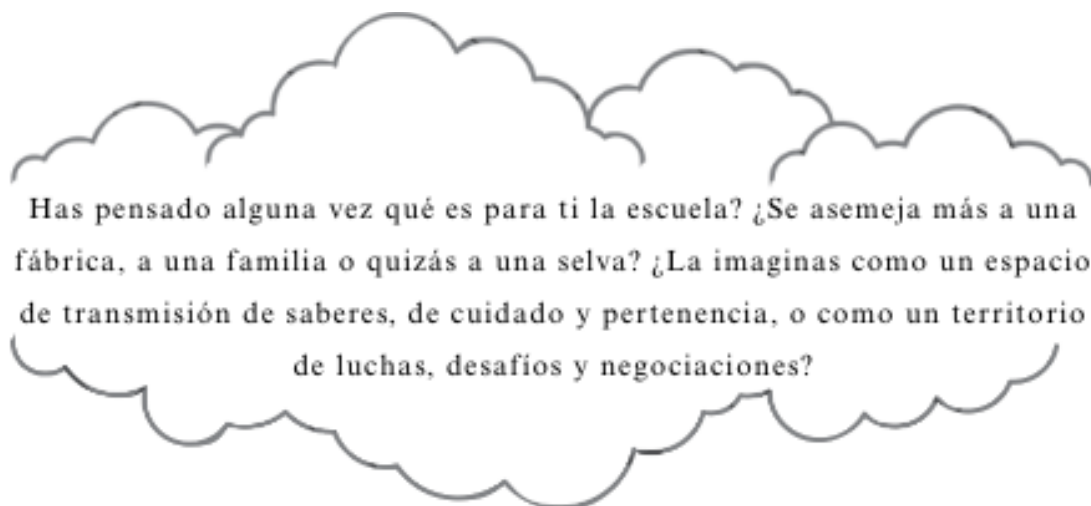 Has pensado alguna vez qué es para ti la escuela? ¿Se asemeja más a una
fábrica, a una familia o quizás a una selva? ¿La imaginas como un espacio
de transmisión de saberes, de cuidado y pertenencia, o como un territorio
de luchas, desafíos y negociaciones?